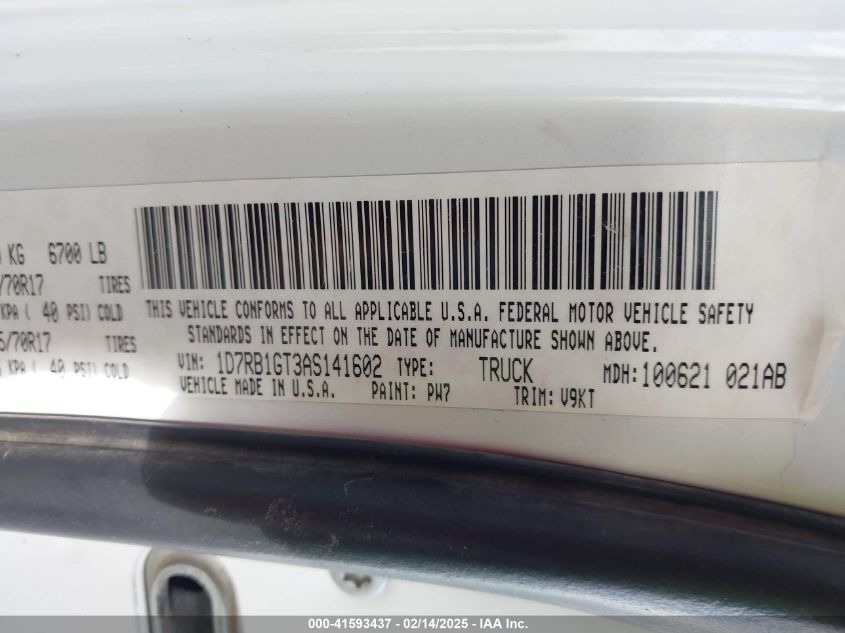 KG 6700 LB
/70R17 TIRES
KPA ( 40 PSI) COLD
/70R17 TIRES
KPA ( 40 PSI) COLD
THIS VEHICLE CONFORMS TO ALL APPLICABLE U.S.A. FEDERAL MOTOR VEHICLE SAFETY
STANDARDS IN EFFECT ON THE DATE OF MANUFACTURE SHOWN ABOVE.
VIN: 1D7RB1GT3AS141602 TYPE: TRUCK MDH: 100621 021AB
VEHICLE MADE IN U.S.A. PAINT: PW7 TRIM: V9KT
000-41593437 - 02/14/2025 - IAA Inc.